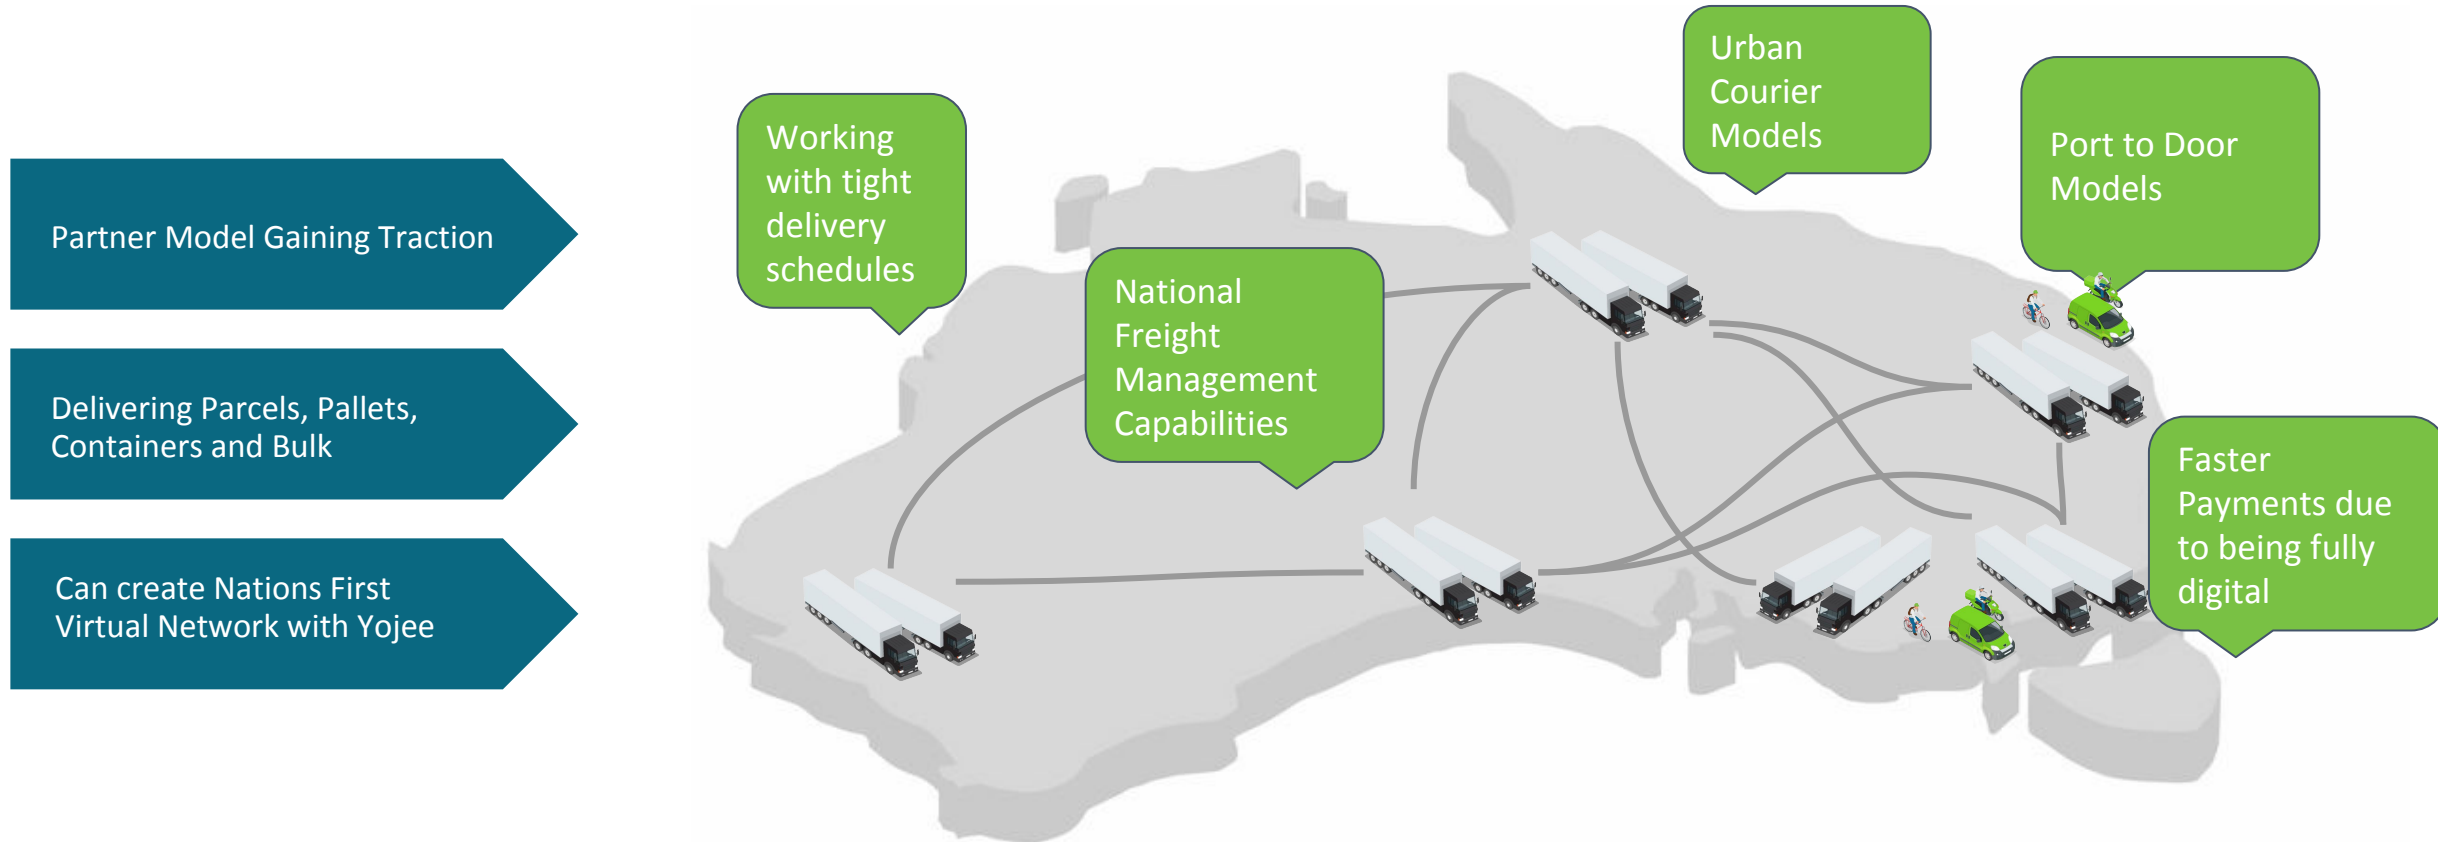 Partner Model Gaining Traction
Delivering Parcels, Pallets,
Containers and Bulk
Can create Nations First
Virtual Network with Yojee
Working
with tight
delivery
schedules
National
Freight
Management
Capabilities
Urban
Courier
Models
Port to Door
Models
Faster
Payments due
to being fully
digital